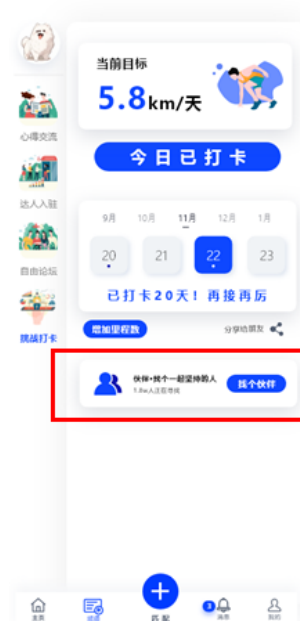 当前目标
5.8km/天
今日已打卡
心得交流
达人入驻
自由论坛
挑战打卡
9月 10月 11月 12月 1月
20 21 22 23
已打卡20天！再接再厉
增加里程数 分享给朋友
伙伴·找个一起坚持的人
找个伙伴
主页 匹配 3 消息 我的